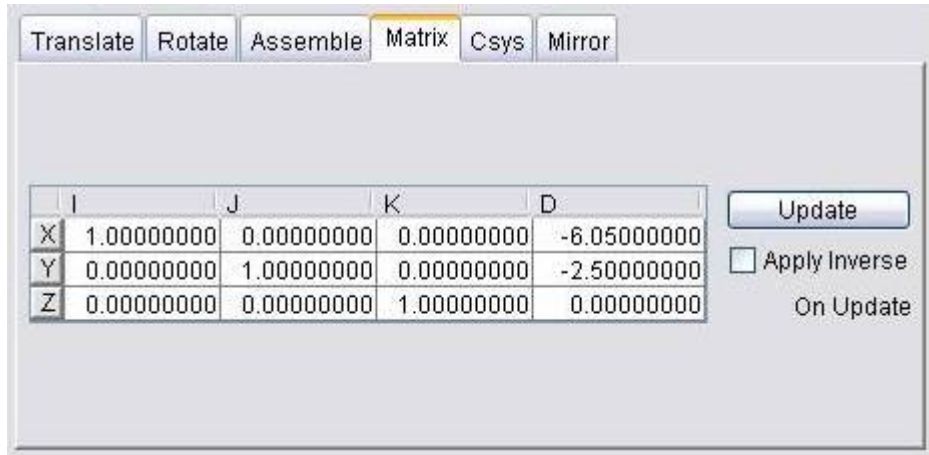 Translate Rotate Assemble Matrix Csys Mirror
I J K D
X 1.00000000 0.00000000 0.00000000 -6.05000000
Y 0.00000000 1.00000000 0.00000000 -2.50000000
Z 0.00000000 0.00000000 1.00000000 0.00000000
Update
Apply Inverse
On Update